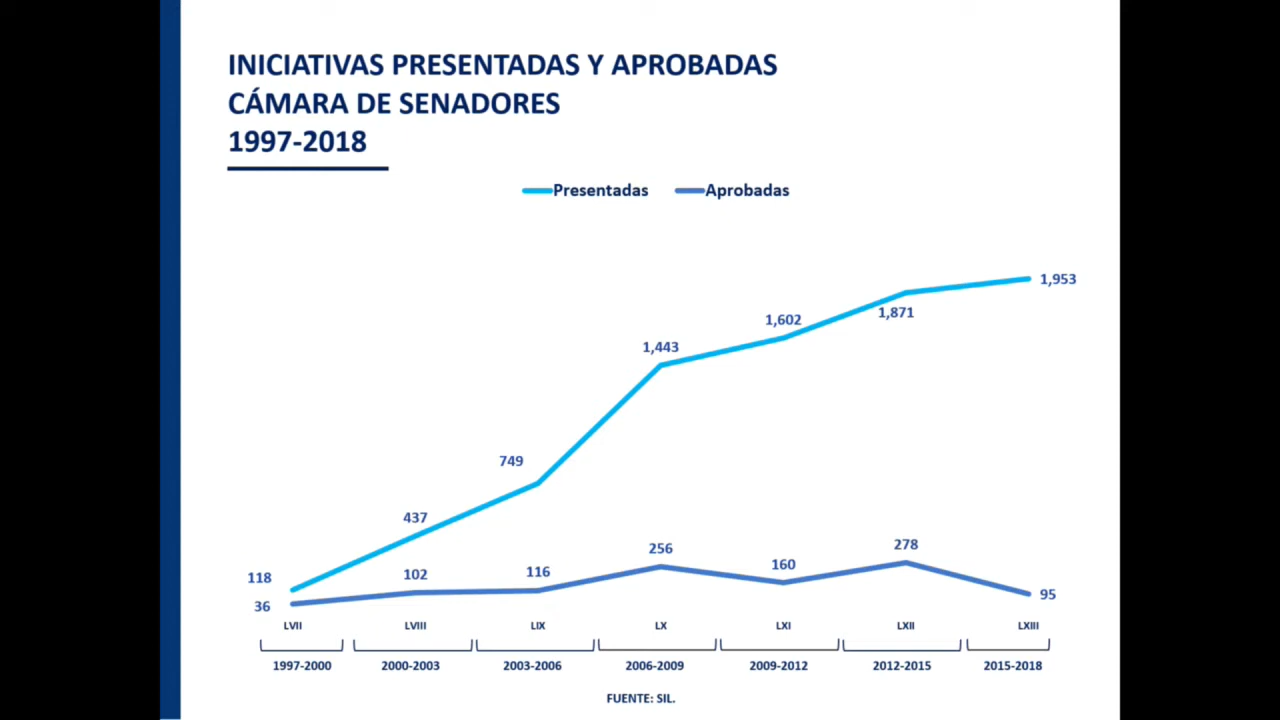 INICIATIVAS PRESENTADAS Y APROBADAS
CÁMARA DE SENADORES
1997-2018
Presentadas Aprobadas
1,953
1,871
1,602
1,443
749
437
118
278
256
160
116
102
36
95
LVII LVIII LIX LX LXI LXII LXIII
1997-2000 2000-2003 2003-2006 2006-2009 2009-2012 2012-2015 2015-2018
FUENTE: SIL.